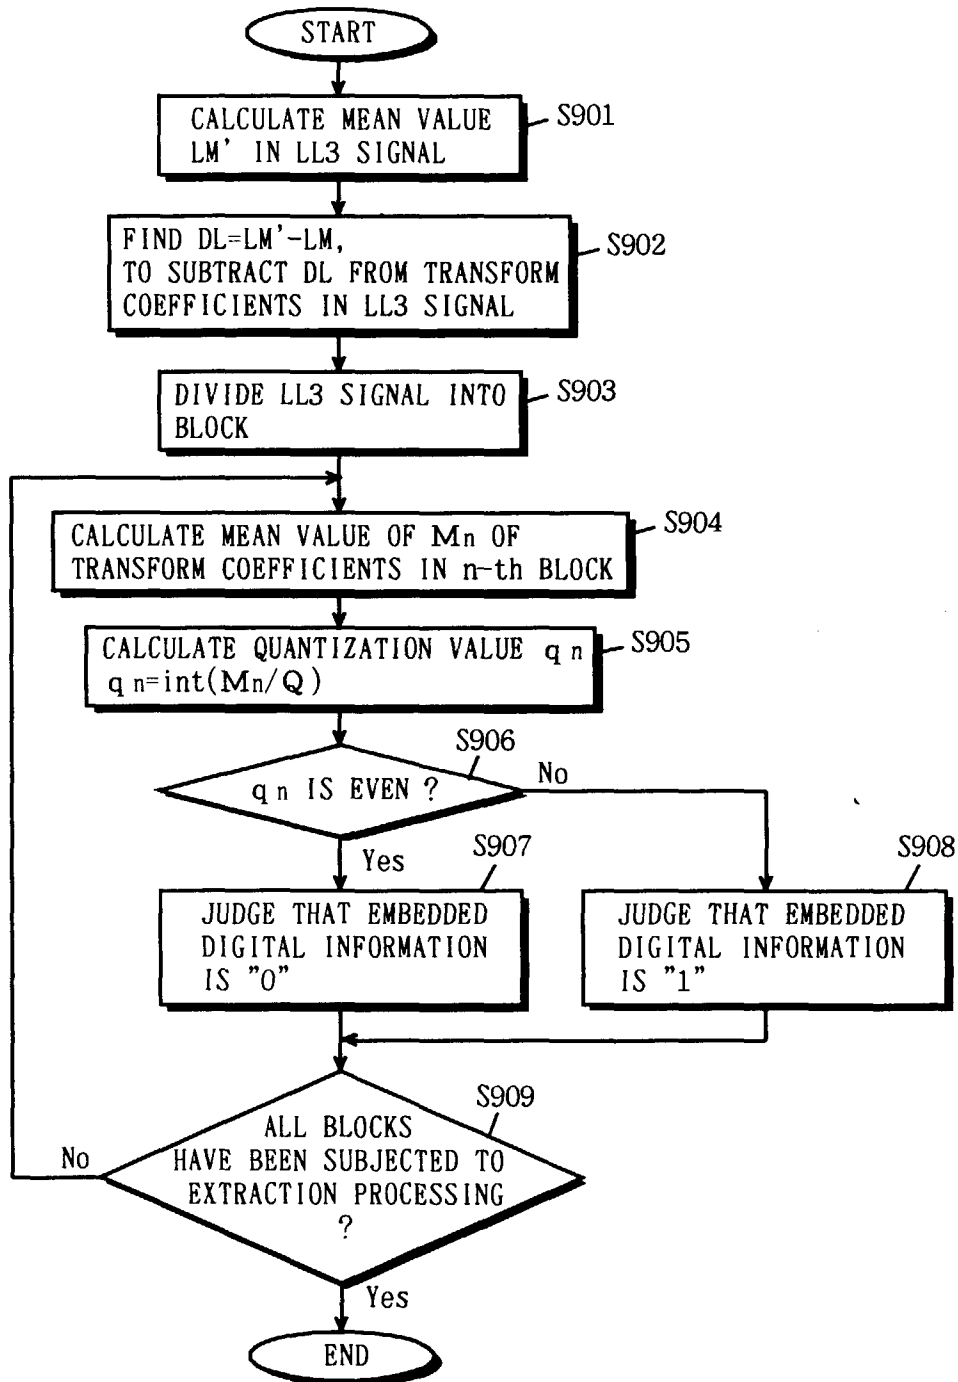 START
CALCULATE MEAN VALUE
LM' IN LL3 SIGNAL
S901
FIND DL=LM'-LM,
TO SUBTRACT DL FROM TRANSFORM
COEFFICIENTS IN LL3 SIGNAL
S902
DIVIDE LL3 SIGNAL INTO
BLOCK
S903
CALCULATE MEAN VALUE OF Mn OF
TRANSFORM COEFFICIENTS IN n-th BLOCK
S904
CALCULATE QUANTIZATION VALUE qn
qn=int(Mn/Q)
S905
S906
qn IS EVEN ?
No
Yes
S907
JUDGE THAT EMBEDDED
DIGITAL INFORMATION
IS "0"
S908
JUDGE THAT EMBEDDED
DIGITAL INFORMATION
IS "1"
S909
ALL BLOCKS
HAVE BEEN SUBJECTED TO
EXTRACTION PROCESSING
?
No
Yes
END